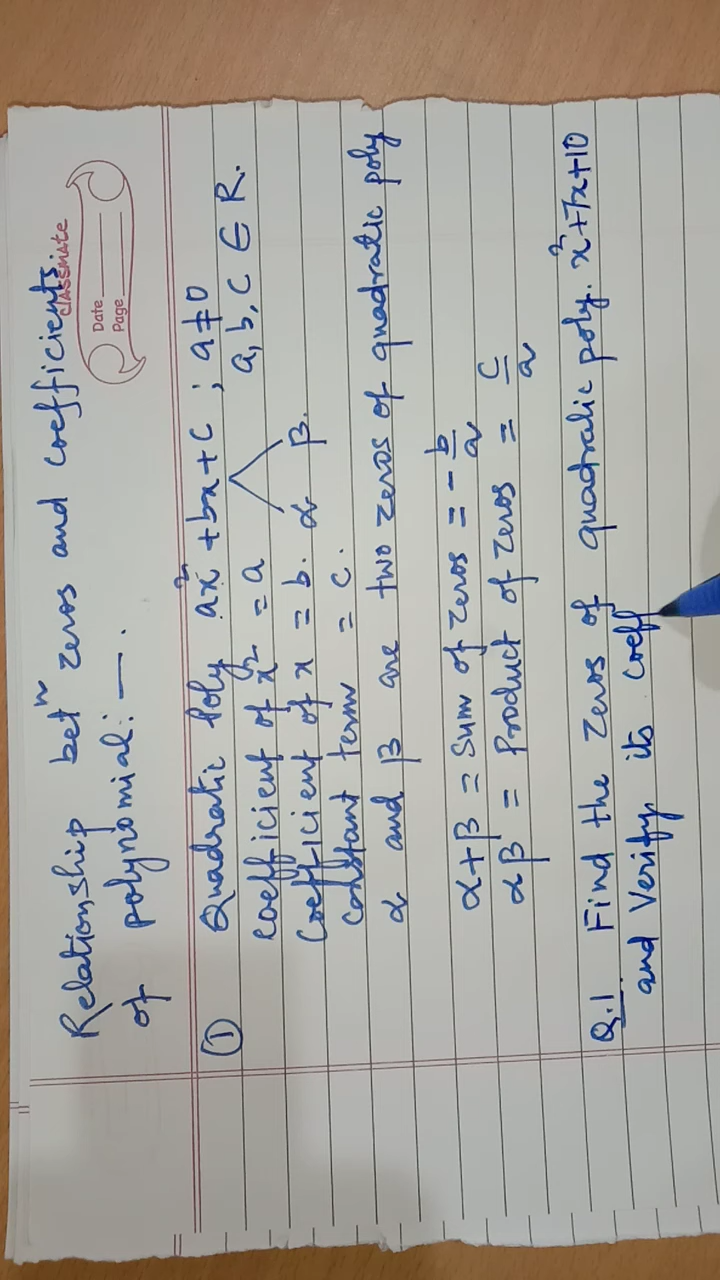 classmate
Date
Page
Relationship betⁿ zeros and coefficients.
of polynomial: —.
① Quadratic Poly ax² + bx + c ; a ≠ 0
a, b, c ∈ R.
coefficient of x² = a
coefficient of x = b. α β.
constant term = c.
α and β are two zeros of quadratic poly
α + β = Sum of zeros = - b/a
αβ = Product of zeros = c/a
Q.1. Find the zeros of quadratic poly. x²+7x+10
and Verify its coeff